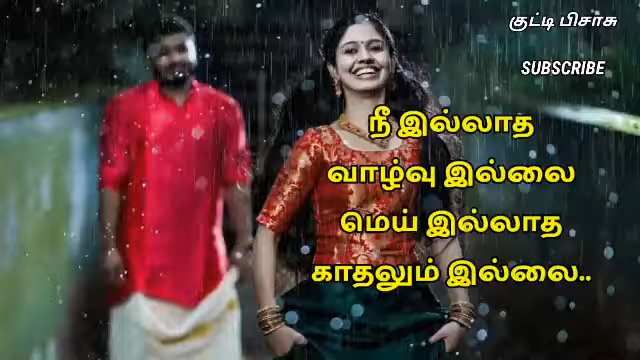 குட்டி பிசாசு
SUBSCRIBE
நீ இல்லாத
வாழ்வு இல்லை
மெய் இல்லாத
காதலும் இல்லை..